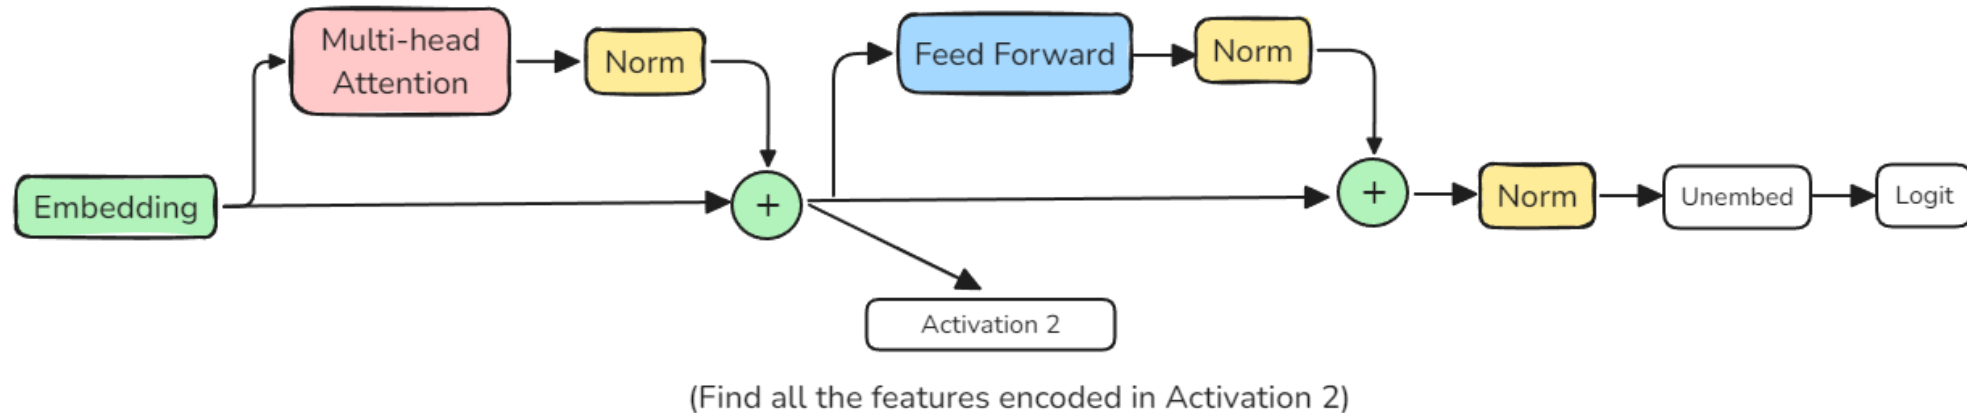 Multi-head
Attention
Norm
Feed Forward
Norm
Embedding
+
+
Norm
Unembed
Logit
Activation 2
(Find all the features encoded in Activation 2)